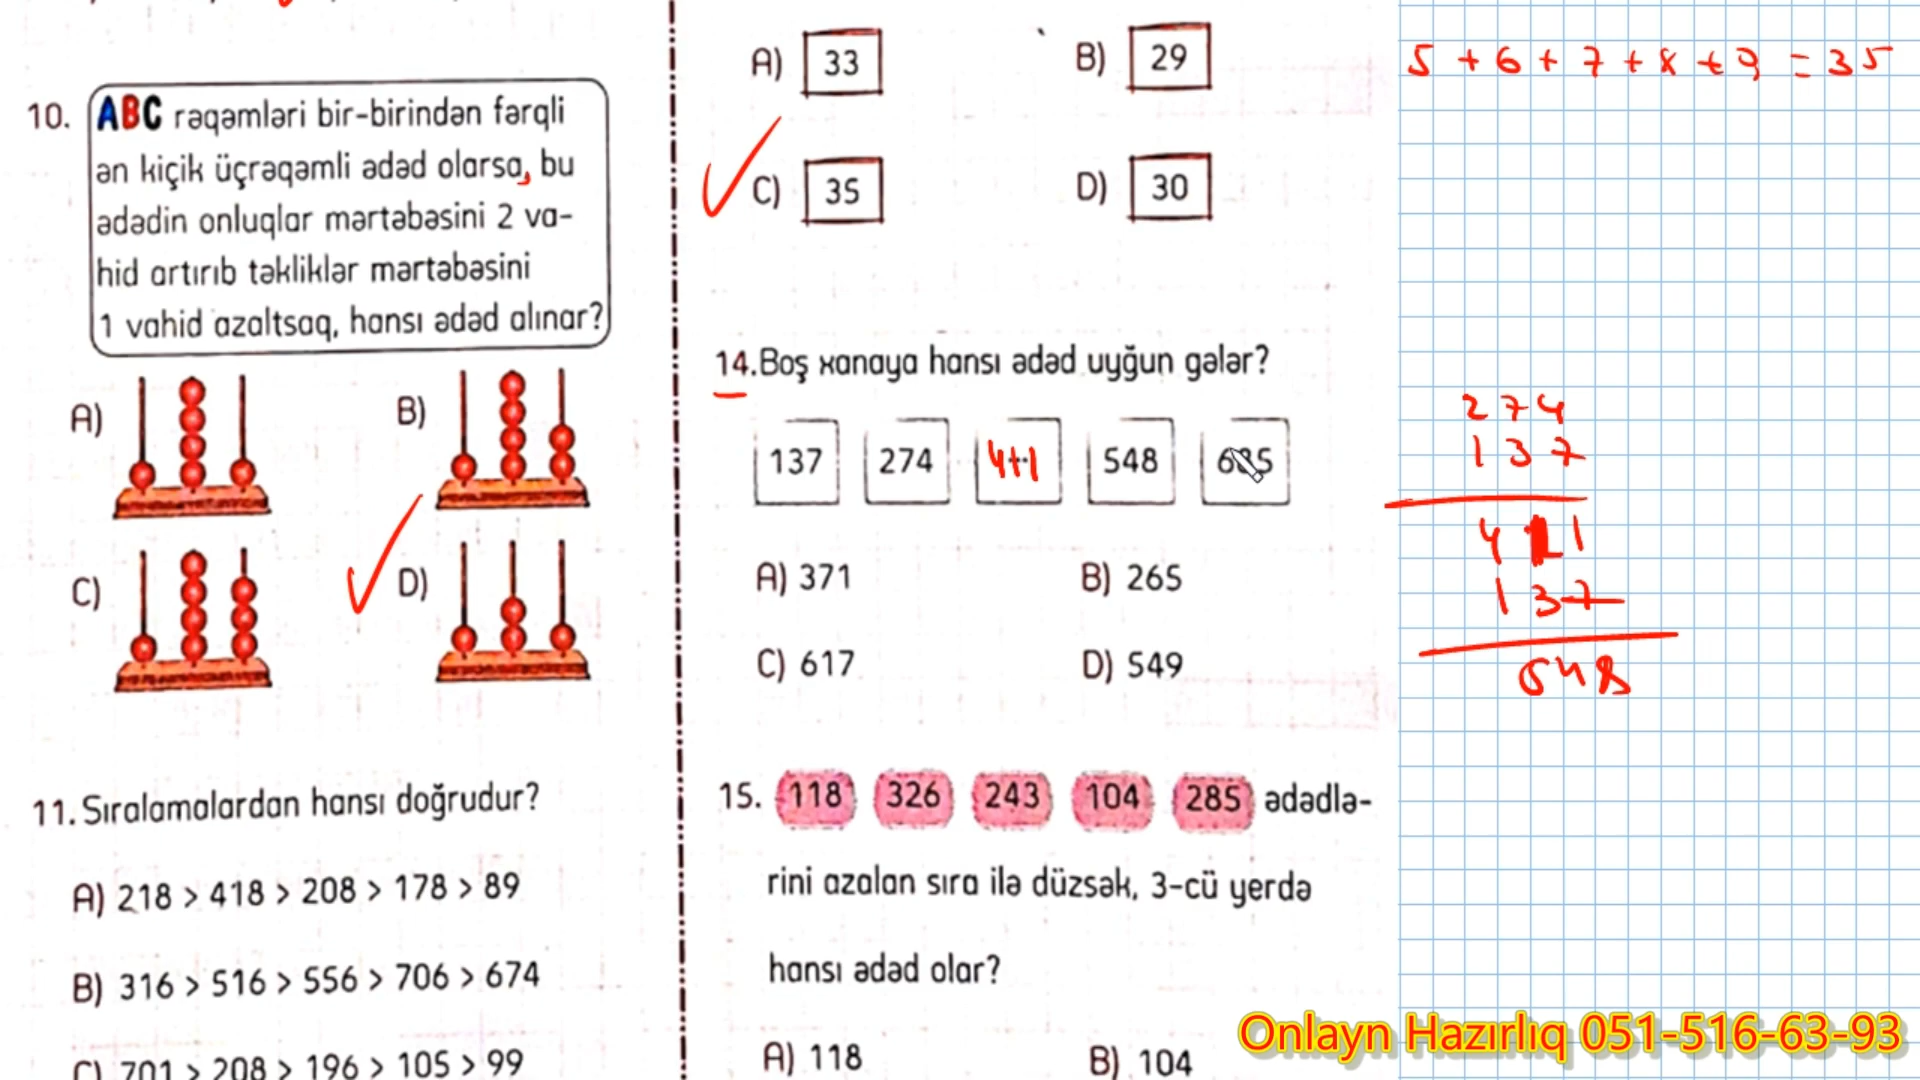 10. ABC rəqəmləri bir-birindən fərqli
ən kiçik üçrəqəmli ədəd olarsa, bu
ədədin onluqlar mərtəbəsini 2 va-
hid artırıb təkliklər mərtəbəsini
1 vahid azaltsaq, hansı ədəd alınar?
A)
B)
C)
D)
11. Sıralamalardan hansı doğrudur?
A) 218 > 418 > 208 > 178 > 89
B) 316 > 516 > 556 > 706 > 674
C) 701 > 208 > 196 > 105 > 99
A) 33
B) 29
C) 35
D) 30
14. Boş xanaya hansı ədəd uyğun gələr?
137 274 411 548 685
A) 371
B) 265
C) 617
D) 549
15. 118 326 243 104 285 ədədlə-
rini azalan sıra ilə düzsək, 3-cü yerdə
hansı ədəd olar?
A) 118
B) 104
5 + 6 + 7 + 8 + 9 = 35
274
137
411
137
548
Onlayn Hazırlıq 051-516-63-93